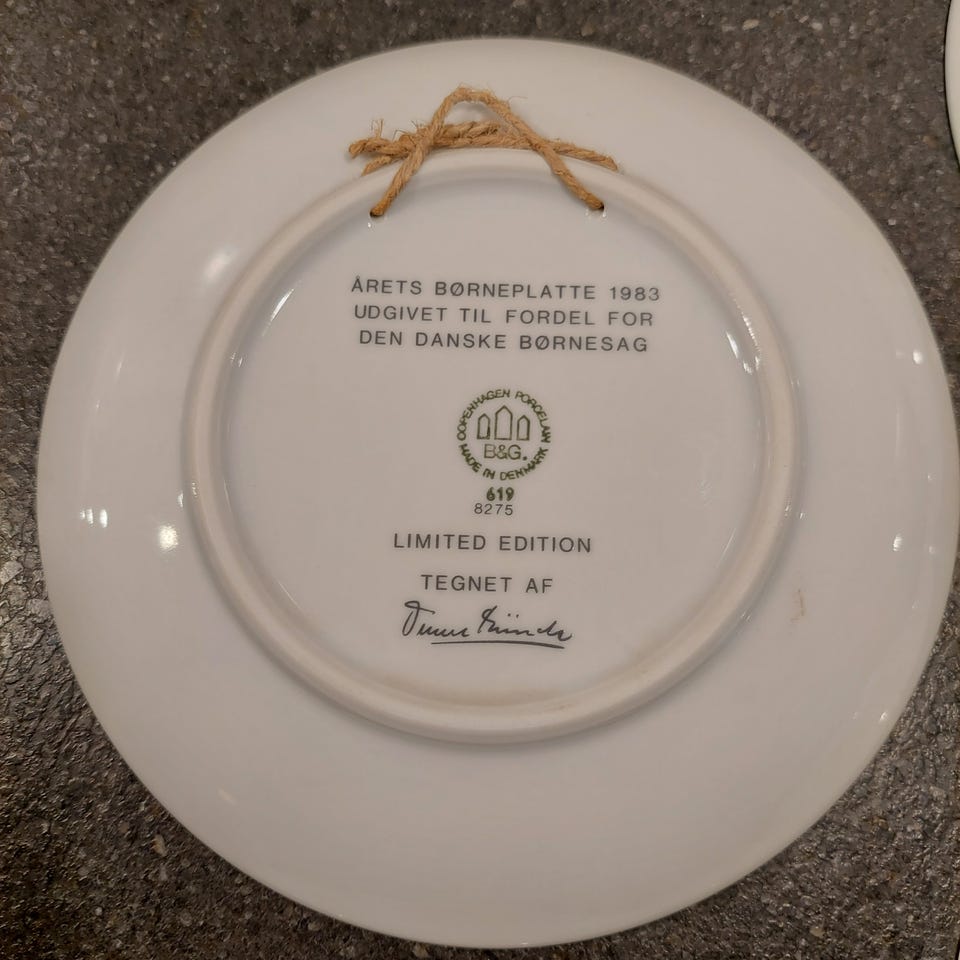 ÅRETS BØRNEPLATTE 1983
UDGIVET TIL FORDEL FOR
DEN DANSKE BØRNESAG
COPENHAGEN PORCELAIN
B&G.
MADE IN DENMARK
619
8275
LIMITED EDITION
TEGNET AF